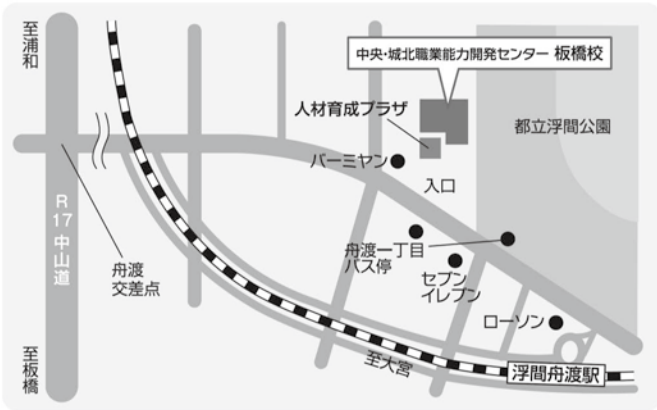 至浦和
中央・城北職業能力開発センター 板橋校
人材育成プラザ
都立浮間公園
バーミヤン
入口
R17中山道
舟渡
交差点
舟渡一丁目
バス停
セブン
イレブン
ローソン
至板橋
至大宮
浮間舟渡駅